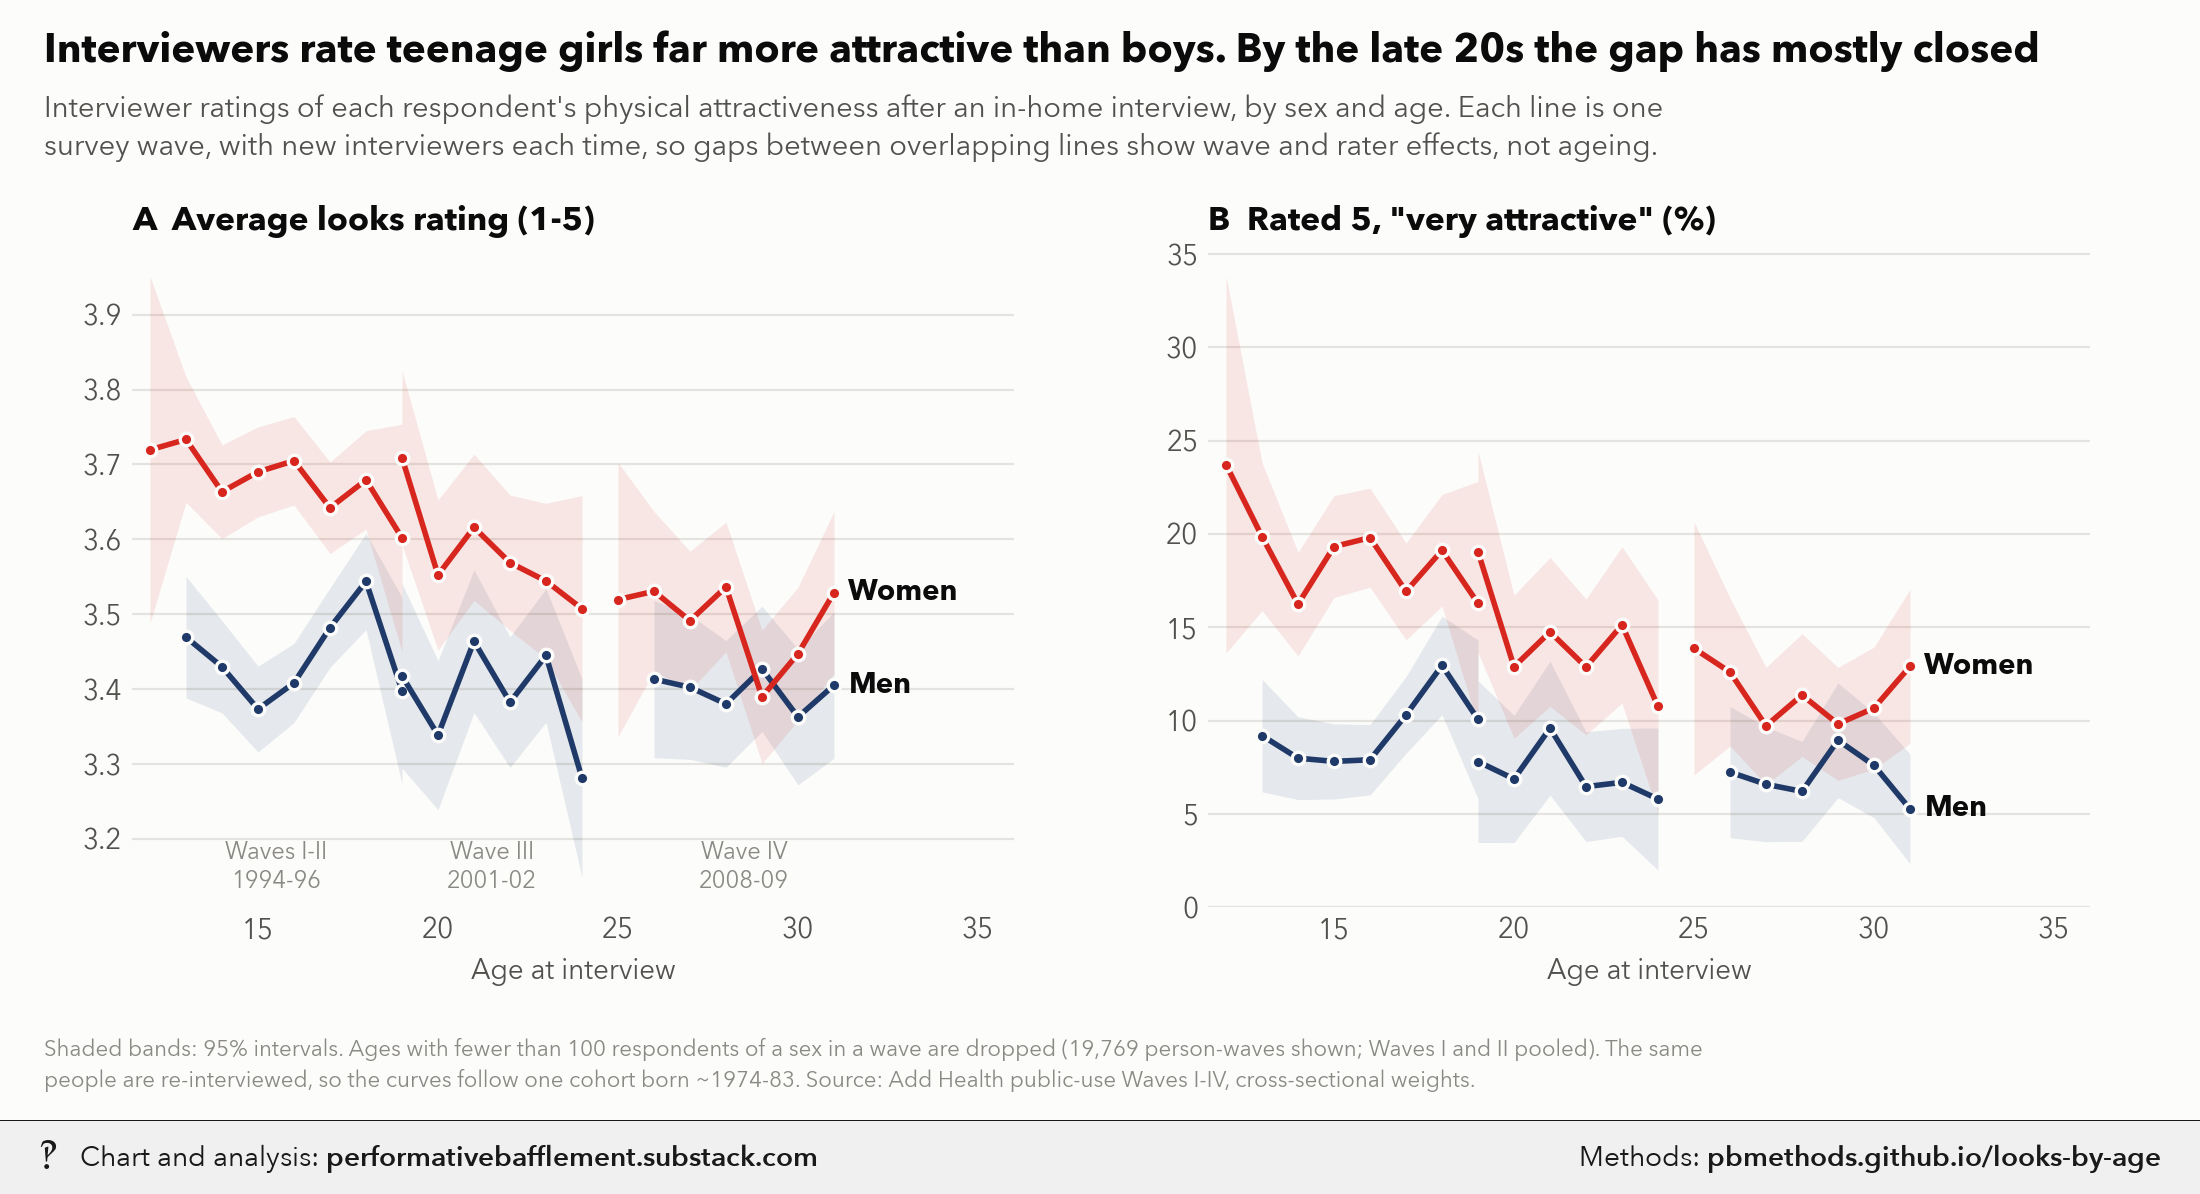 Interviewers rate teenage girls far more attractive than boys. By the late 20s the gap has mostly closed
Interviewer ratings of each respondent's physical attractiveness after an in-home interview, by sex and age. Each line is one
survey wave, with new interviewers each time, so gaps between overlapping lines show wave and rater effects, not ageing.
A Average looks rating (1-5)
3.9
3.8
3.7
3.6
3.5
3.4
3.3
3.2
Women
Men
Waves I-II
1994-96
Wave III
2001-02
Wave IV
2008-09
15 20 25 30 35
Age at interview
B Rated 5, "very attractive" (%)
35
30
25
20
15
10
5
0
Women
Men
15 20 25 30 35
Age at interview
Shaded bands: 95% intervals. Ages with fewer than 100 respondents of a sex in a wave are dropped (19,769 person-waves shown; Waves I and II pooled). The same
people are re-interviewed, so the curves follow one cohort born ~1974-83. Source: Add Health public-use Waves I-IV, cross-sectional weights.
‽ Chart and analysis: performativebafflement.substack.com
Methods: pbmethods.github.io/looks-by-age